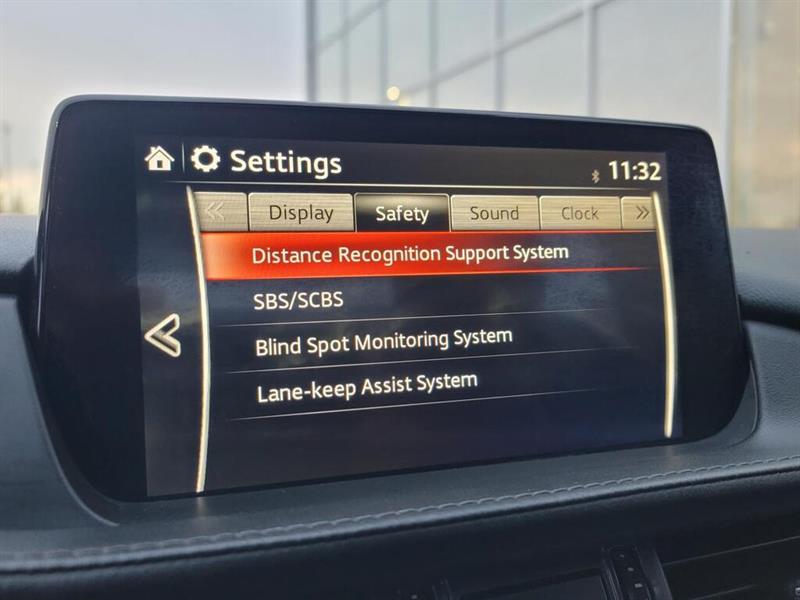 Settings
11:32
Display
Safety
Sound
Clock
Distance Recognition Support System
SBS/SCBS
Blind Spot Monitoring System
Lane-keep Assist System